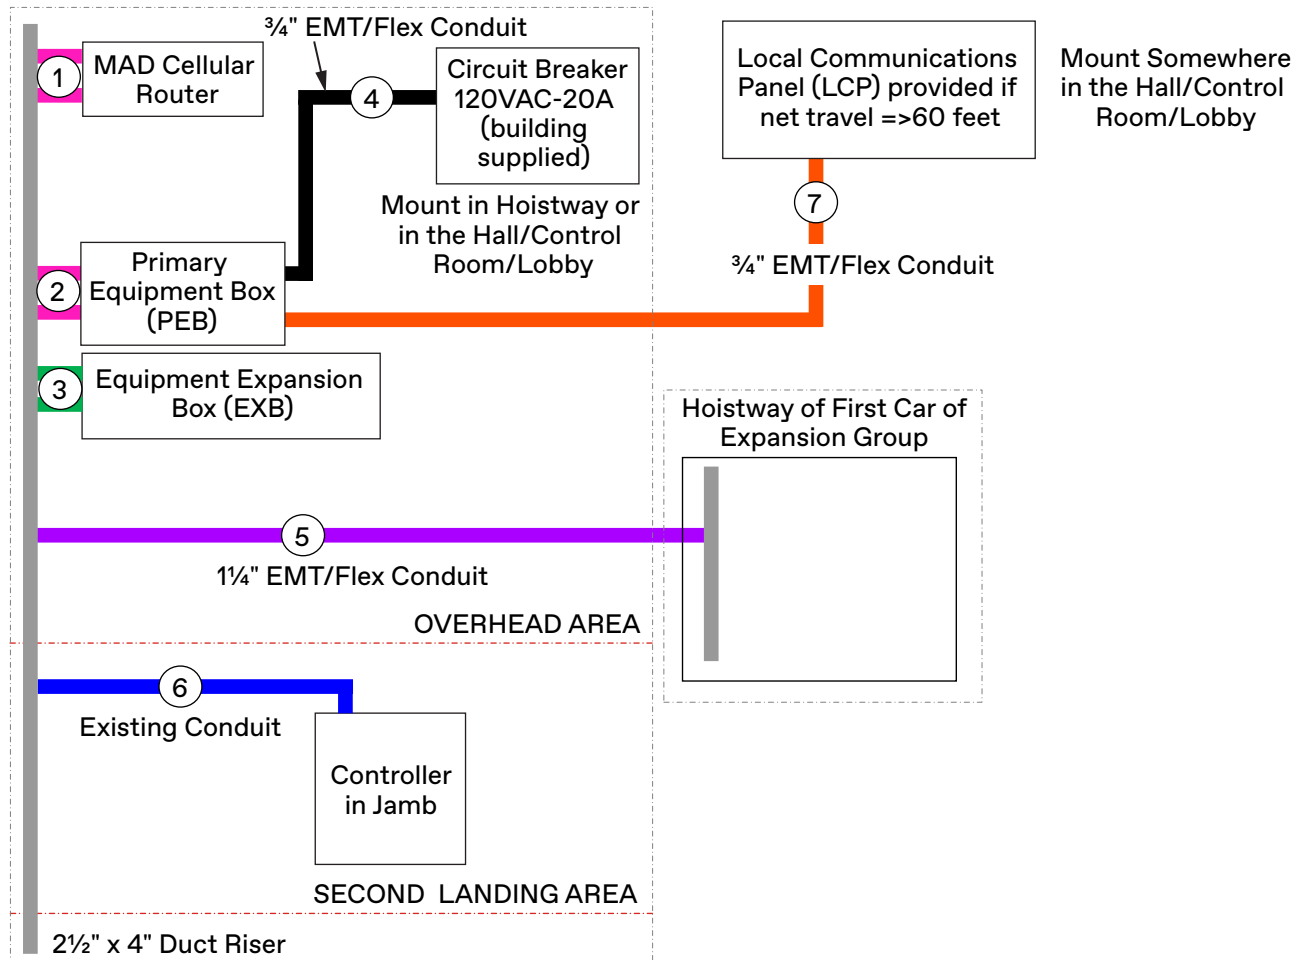 ¾" EMT/Flex Conduit
1
MAD Cellular
Router
4
Circuit Breaker
120VAC-20A
(building
supplied)
Mount in Hoistway or
in the Hall/Control
Room/Lobby
Local Communications
Panel (LCP) provided if
net travel =>60 feet
Mount Somewhere
in the Hall/Control
Room/Lobby
7
¾" EMT/Flex Conduit
2
Primary
Equipment Box
(PEB)
3
Equipment Expansion
Box (EXB)
Hoistway of First Car of
Expansion Group
5
1¼" EMT/Flex Conduit
OVERHEAD AREA
6
Existing Conduit
Controller
in Jamb
SECOND LANDING AREA
2½" x 4" Duct Riser